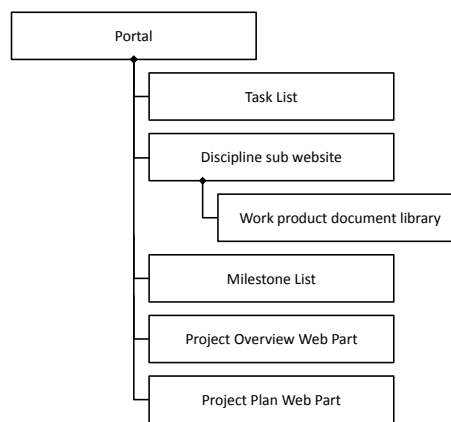 Portal
Task List
Discipline sub website
Work product document library
Milestone List
Project Overview Web Part
Project Plan Web Part